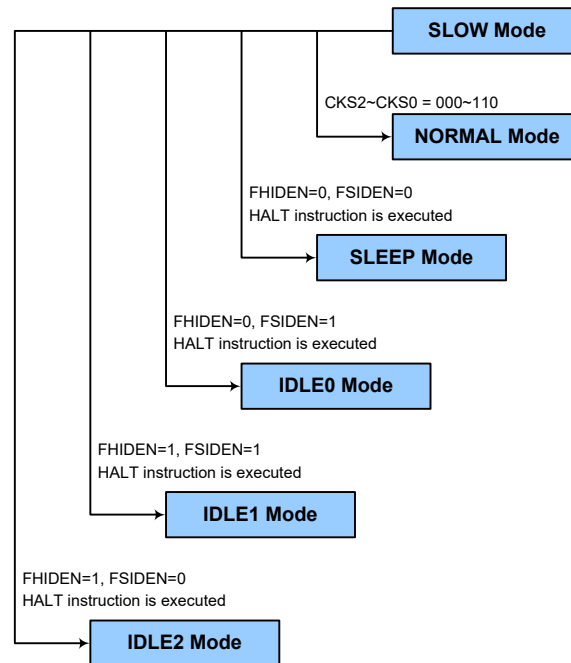 SLOW Mode
CKS2~CKS0 = 000~110
NORMAL Mode
FHIDEN=0, FSIDEN=0
HALT instruction is executed
SLEEP Mode
FHIDEN=0, FSIDEN=1
HALT instruction is executed
IDLE0 Mode
FHIDEN=1, FSIDEN=1
HALT instruction is executed
IDLE1 Mode
FHIDEN=1, FSIDEN=0
HALT instruction is executed
IDLE2 Mode